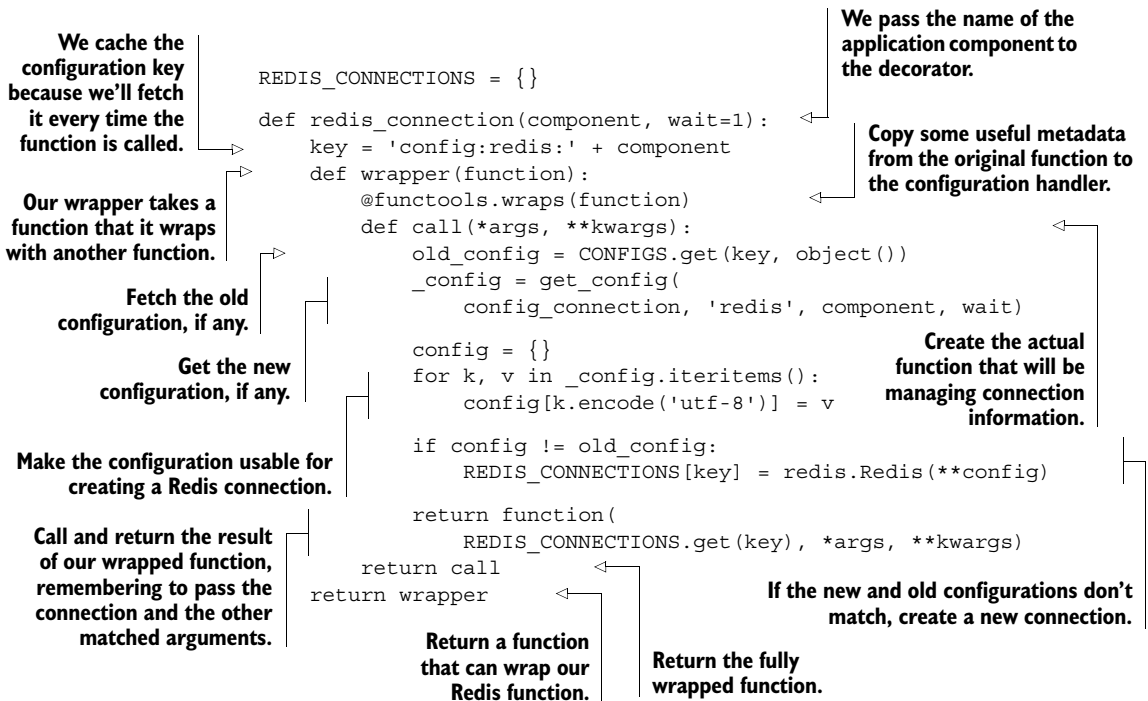 We cache the
configuration key
because we'll fetch
it every time the
function is called.
Our wrapper takes a
function that it wraps
with another function.
Fetch the old
configuration, if any.
Get the new
configuration, if any.
Make the configuration usable for
creating a Redis connection.
Call and return the result
of our wrapped function,
remembering to pass the
connection and the other
matched arguments.
REDIS_CONNECTIONS = {}
def redis_connection(component, wait=1):
    key = 'config:redis:' + component
    def wrapper(function):
        @functools.wraps(function)
        def call(*args, **kwargs):
            old_config = CONFIGS.get(key, object())
            _config = get_config(
                config_connection, 'redis', component, wait)
            config = {}
            for k, v in _config.iteritems():
                config[k.encode('utf-8')] = v
            if config != old_config:
                REDIS_CONNECTIONS[key] = redis.Redis(**config)
            return function(
                REDIS_CONNECTIONS.get(key), *args, **kwargs)
        return call
    return wrapper
We pass the name of the
application component to
the decorator.
Copy some useful metadata
from the original function to
the configuration handler.
Create the actual
function that will be
managing connection
information.
If the new and old configurations don't
match, create a new connection.
Return a function
that can wrap our
Redis function.
Return the fully
wrapped function.